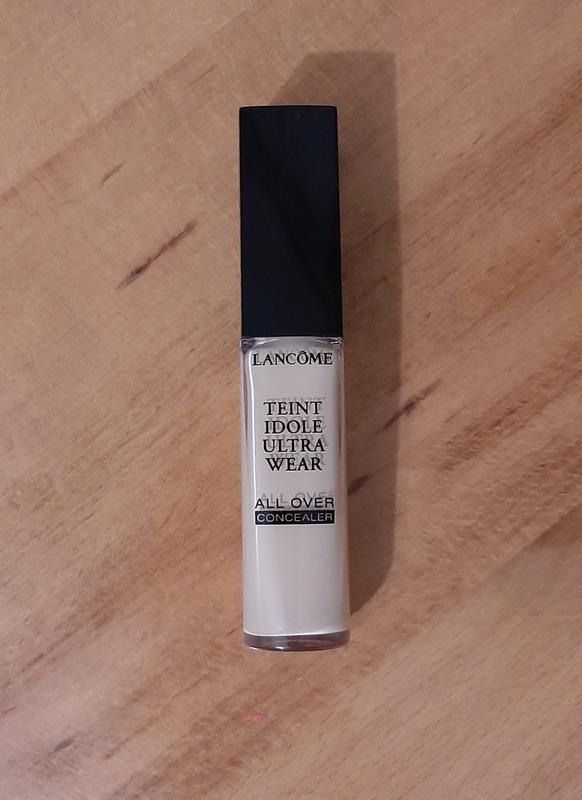 LANCÔME
TEINT
IDOLE
ULTRA
WEAR
ALL OVER
CONCEALER